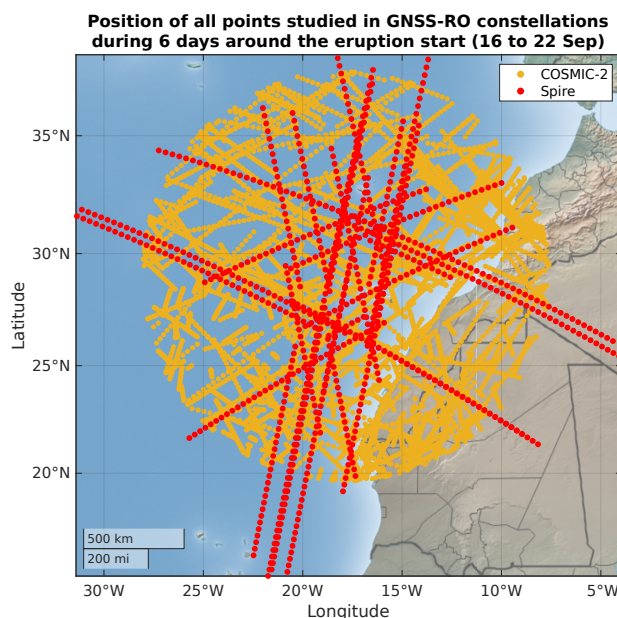 Position of all points studied in GNSS-RO constellations
during 6 days around the eruption start (16 to 22 Sep)
COSMIC-2
Spire
35°N
30°N
25°N
20°N
Latitude
500 km
200 mi
30°W
25°W
20°W
15°W
10°W
5°W
Longitude